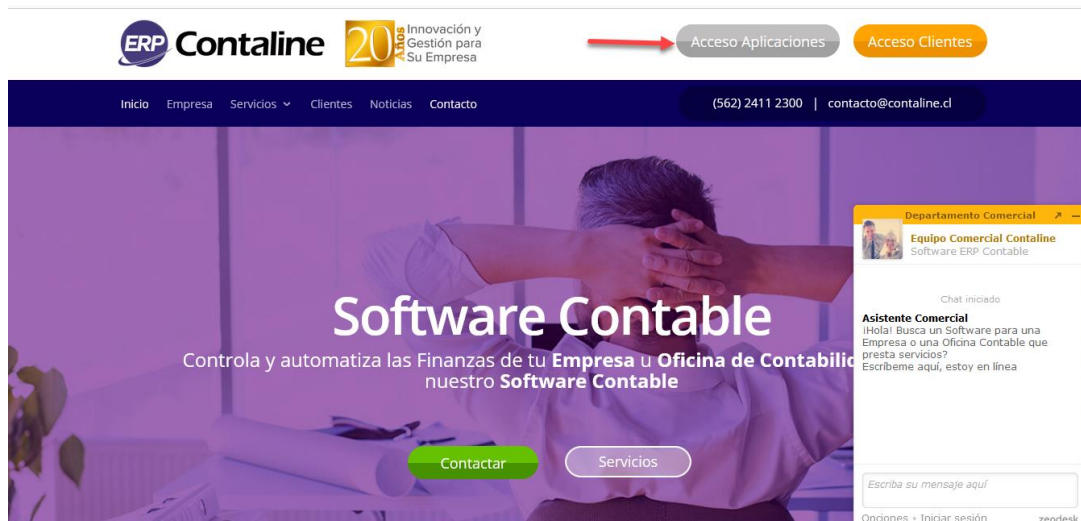 ERP Contaline
20 Años
Innovación y
Gestión para
Su Empresa
Acceso Aplicaciones
Acceso Clientes
Inicio Empresa Servicios Clientes Noticias Contacto
(562) 2411 2300 | contacto@contaline.cl
Software Contable
Controla y automatiza las Finanzas de tu Empresa u Oficina de Contabilid
nuestro Software Contable
Contactar
Servicios
Departamento Comercial
Equipo Comercial Contaline
Software ERP Contable
Chat iniciado
Asistente Comercial
¡Hola! Busca un Software para una
Empresa o una Oficina Contable que
presta servicios?
Escríbeme aquí, estoy en línea
Escriba su mensaje aquí
Opciones • Iniciar sesión
zendesk